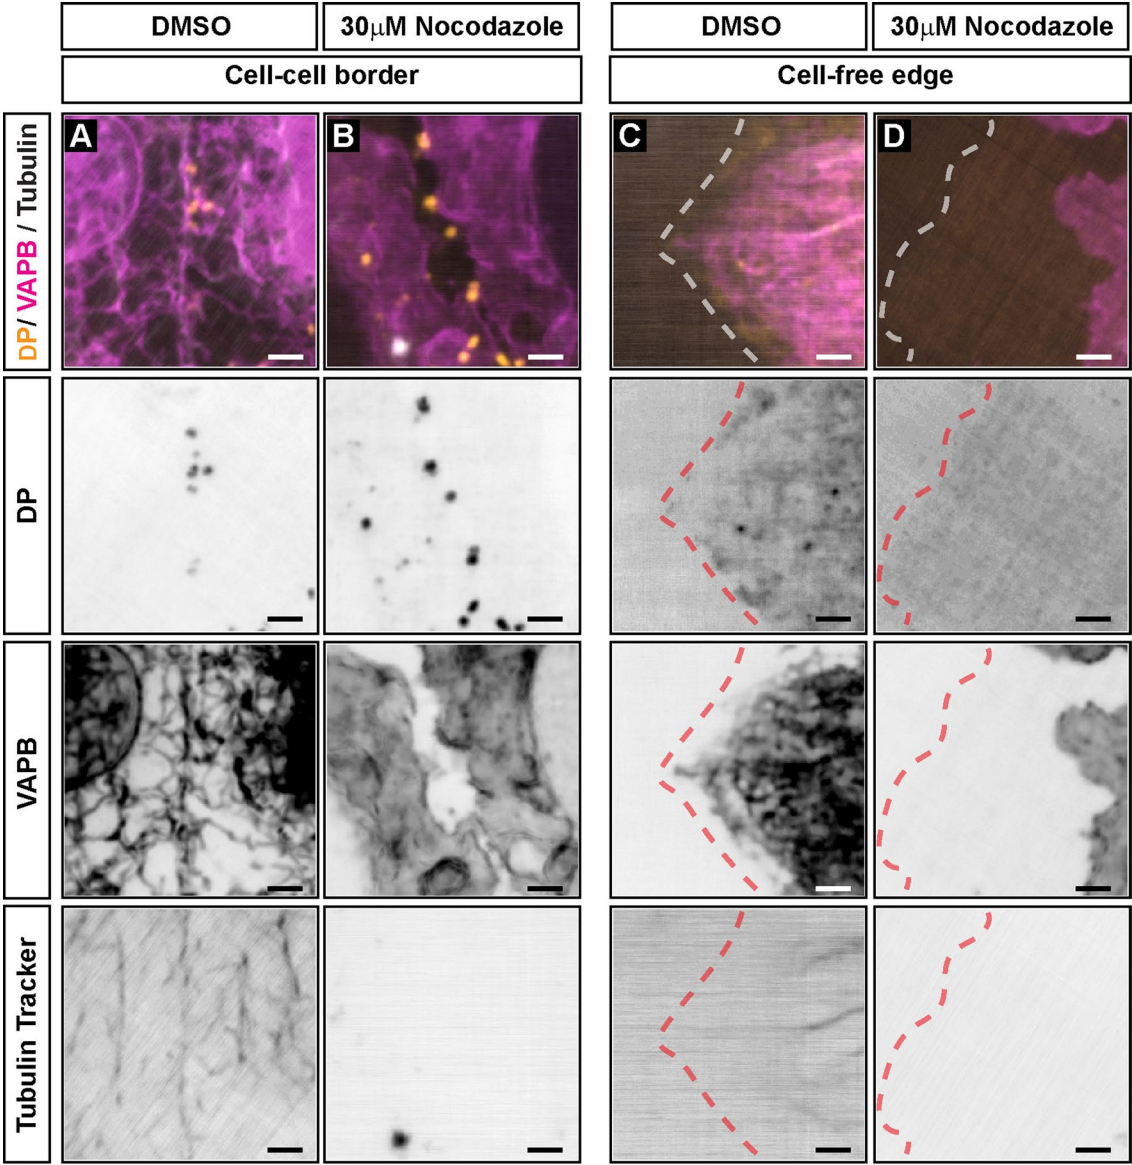 DMSO
30µM Nocodazole
DMSO
30µM Nocodazole
Cell-cell border
Cell-free edge
DP/ VAPB / Tubulin
A
B
C
D
DP
VAPB
Tubulin Tracker